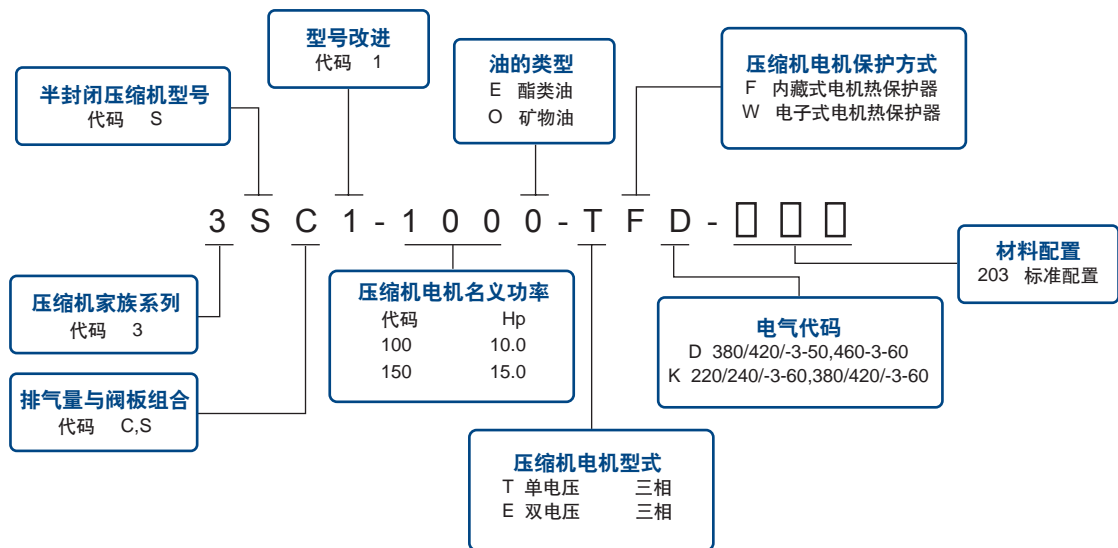 型号改进
代码 1
油的类型
E 酯类油
O 矿物油
压缩机电机保护方式
F 内藏式电机热保护器
W 电子式电机热保护器
半封闭压缩机型号
代码 S
3 S C 1 - 1 0 0 0 - T F D - □ □ □
材料配置
203 标准配置
压缩机家族系列
代码 3
压缩机电机名义功率
代码 Hp
100 10.0
150 15.0
电气代码
D 380/420/-3-50,460-3-60
K 220/240/-3-60,380/420/-3-60
排气量与阀板组合
代码 C,S
压缩机电机型式
T 单电压 三相
E 双电压 三相